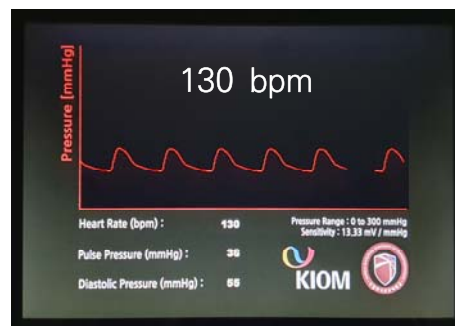 130 bpm
Pressure [mmHg]
Heart Rate (bpm) : 130
Pressure Range : 0 to 300 mmHg
Sensitivity : 13.33 mV / mmHg
Pulse Pressure (mmHg) : 36
Diastolic Pressure (mmHg) : 55
KIOM